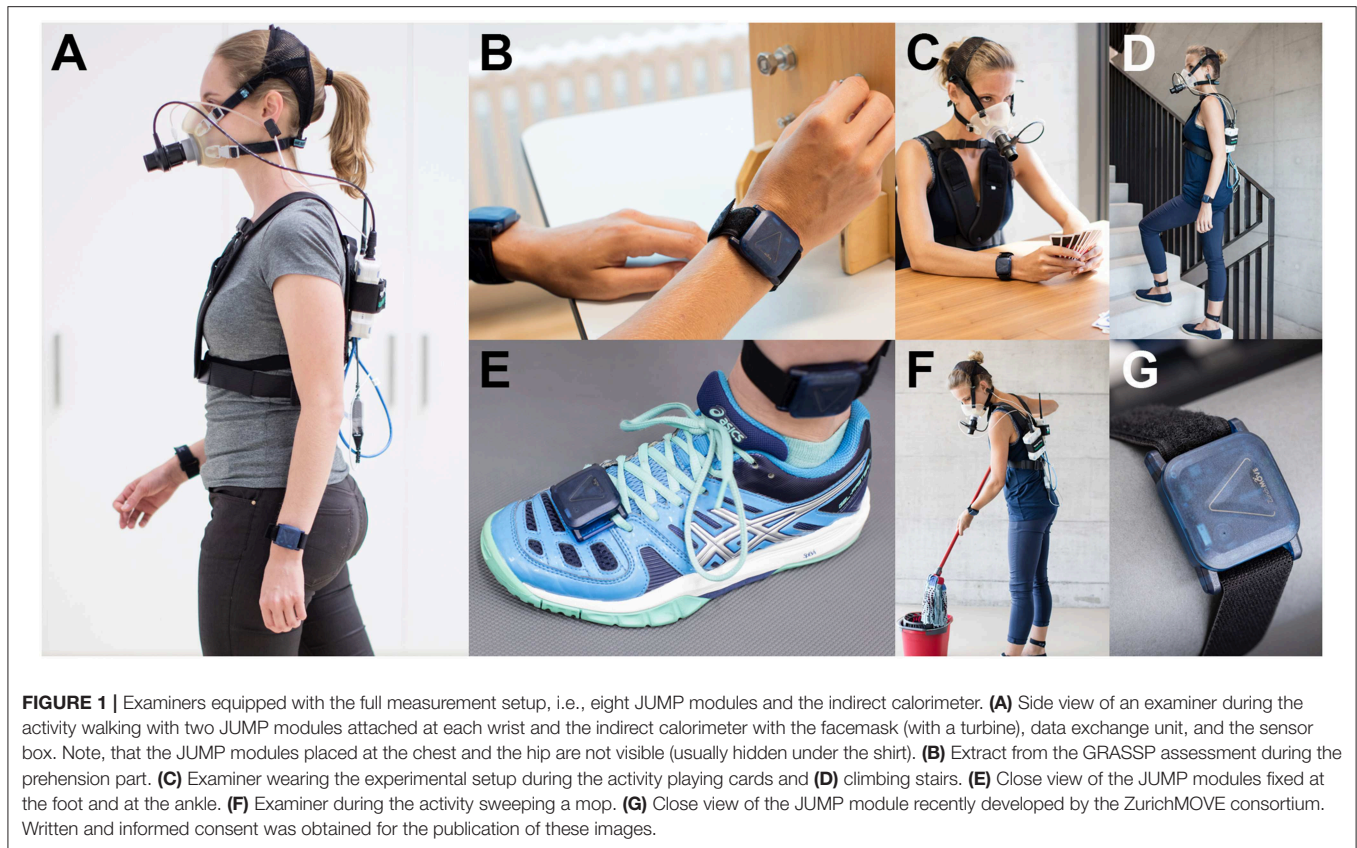 A
B
C
D
E
asics
F
G
FIGURE 1 | Examiners equipped with the full measurement setup, i.e., eight JUMP modules and the indirect calorimeter. (A) Side view of an examiner during the
activity walking with two JUMP modules attached at each wrist and the indirect calorimeter with the facemask (with a turbine), data exchange unit, and the sensor
box. Note, that the JUMP modules placed at the chest and the hip are not visible (usually hidden under the shirt). (B) Extract from the GRASSP assessment during the
prehension part. (C) Examiner wearing the experimental setup during the activity playing cards and (D) climbing stairs. (E) Close view of the JUMP modules fixed at
the foot and at the ankle. (F) Examiner during the activity sweeping a mop. (G) Close view of the JUMP module recently developed by the ZurichMOVE consortium.
Written and informed consent was obtained for the publication of these images.